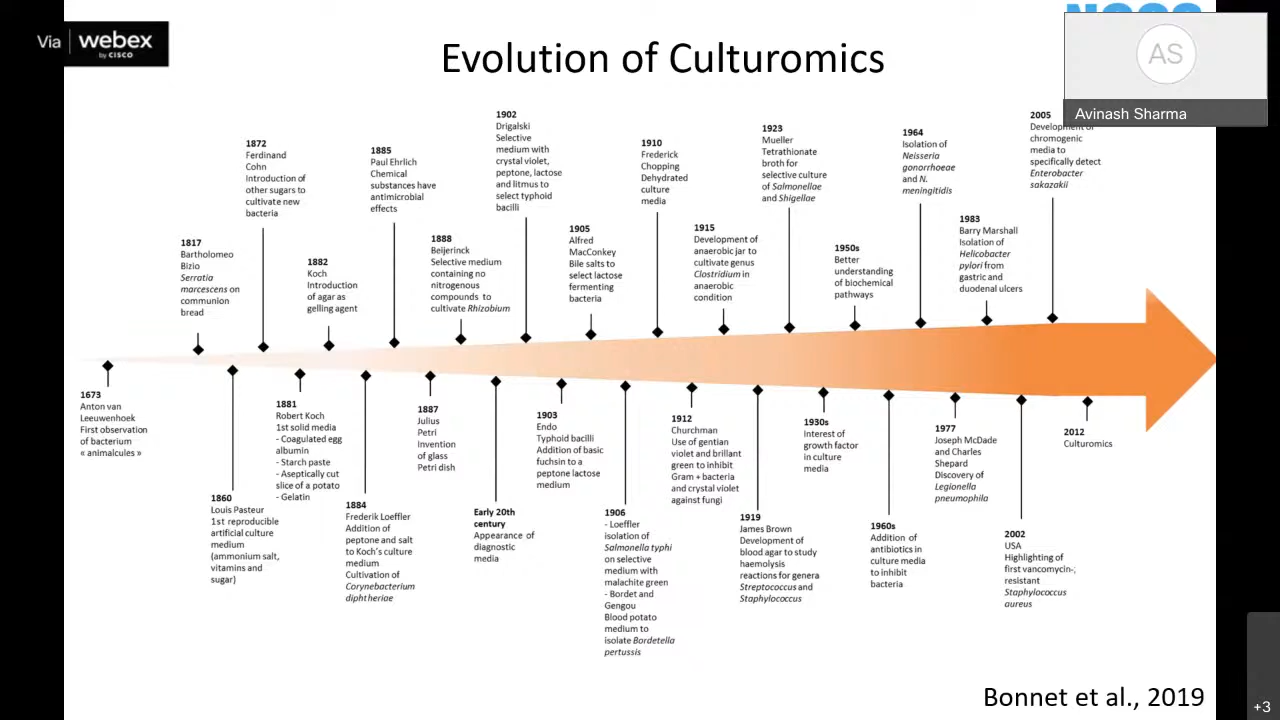 Via webex
by CISCO
Evolution of Culturomics
AS
Avinash Sharma
1817
Bartholomeo
Bizio
Serratia
marcescens on
communion
bread
1872
Ferdinand
Cohn
Introduction of
other sugars to
cultivate new
bacteria
1882
Koch
Introduction
of agar as
gelling agent
1885
Paul Ehrlich
Chemical
substances have
antimicrobial
effects
1888
Beijerinck
Selective medium
containing no
nitrogenous
compounds to
cultivate Rhizobium
1902
Drigalski
Selective
medium with
crystal violet,
peptone, lactose
and litmus to
select typhoid
bacilli
1905
Alfred
MacConkey
Bile salts to
select lactose
fermenting
bacteria
1910
Frederick
Chopping
Dehydrated
culture
media
1915
Development of
anaerobic jar to
cultivate genus
Clostridium in
anaerobic
condition
1923
Mueller
Tetrathionate
broth for
selective culture
of Salmonellae
and Shigellae
1950s
Better
understanding
of biochemical
pathways
1964
Isolation of
Neisseria
gonorrhoeae
and N.
meningitidis
1983
Barry Marshall
Isolation of
Helicobacter
pylori from
gastric and
duodenal ulcers
2005
Development of
chromogenic
media to
specifically detect
Enterobacter
sakazakii
1673
Anton van
Leeuwenhoek
First observation
of bacterium
« animalcules »
1860
Louis Pasteur
1st reproducible
artificial culture
medium
(ammonium salt,
vitamins and
sugar)
1881
Robert Koch
1st solid media
- Coagulated egg
albumin
- Starch paste
- Aseptically cut
slice of a potato
- Gelatin
1884
Frederik Loeffler
Addition of
peptone and salt
to Koch's culture
medium
Cultivation of
Corynebacterium
diphtheriae
1887
Julius
Petri
Invention
of glass
Petri dish
Early 20th
century
Appearance of
diagnostic
media
1903
Endo
Typhoid bacilli
Addition of basic
fuchsin to a
peptone lactose
medium
1906
- Loeffler
isolation of
Salmonella typhi
on selective
medium with
malachite green
- Bordet and
Gengou
Blood potato
medium to
isolate Bordetella
pertussis
1912
Churchman
Use of gentian
violet and brillant
green to inhibit
Gram + bacteria
and crystal violet
against fungi
1919
James Brown
Development of
blood agar to study
haemolysis
reactions for genera
Streptococcus and
Staphylococcus
1930s
Interest of
growth factor
in culture
media
1960s
Addition of
antibiotics in
culture media
to inhibit
bacteria
1977
Joseph McDade
and Charles
Shepard
Discovery of
Legionella
pneumophila
2002
USA
Highlighting of
first vancomycin-
resistant
Staphylococcus
aureus
2012
Culturomics
Bonnet et al., 2019
+3